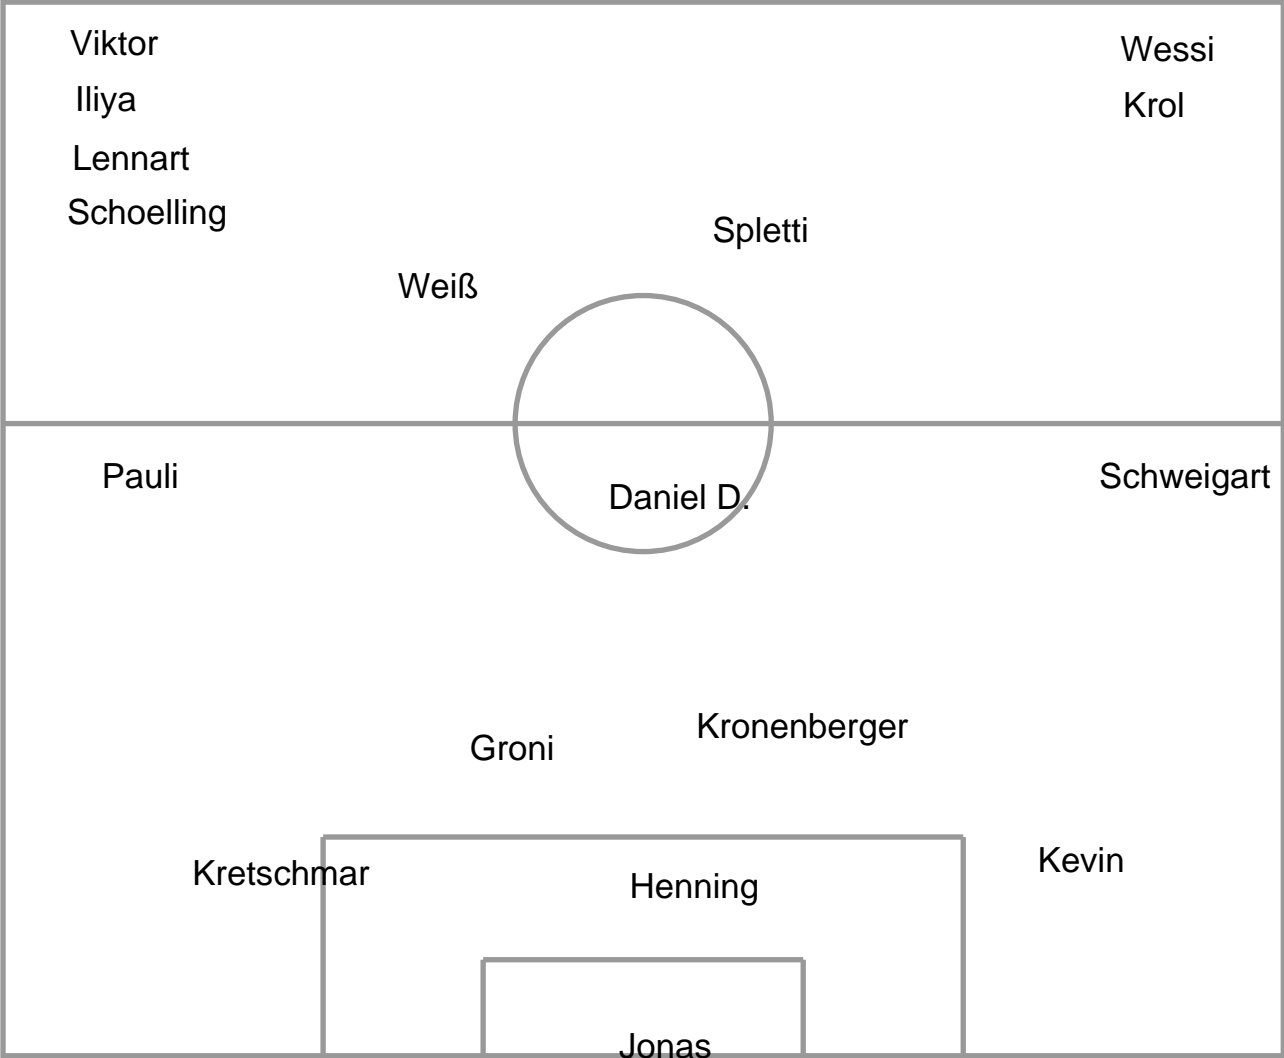 Viktor
Wessi
Iliya
Krol
Lennart
Schoelling
Spletti
Weiß
Pauli
Schweigart
Daniel D.
Kronenberger
Groni
Kretschmar
Kevin
Henning
Jonas